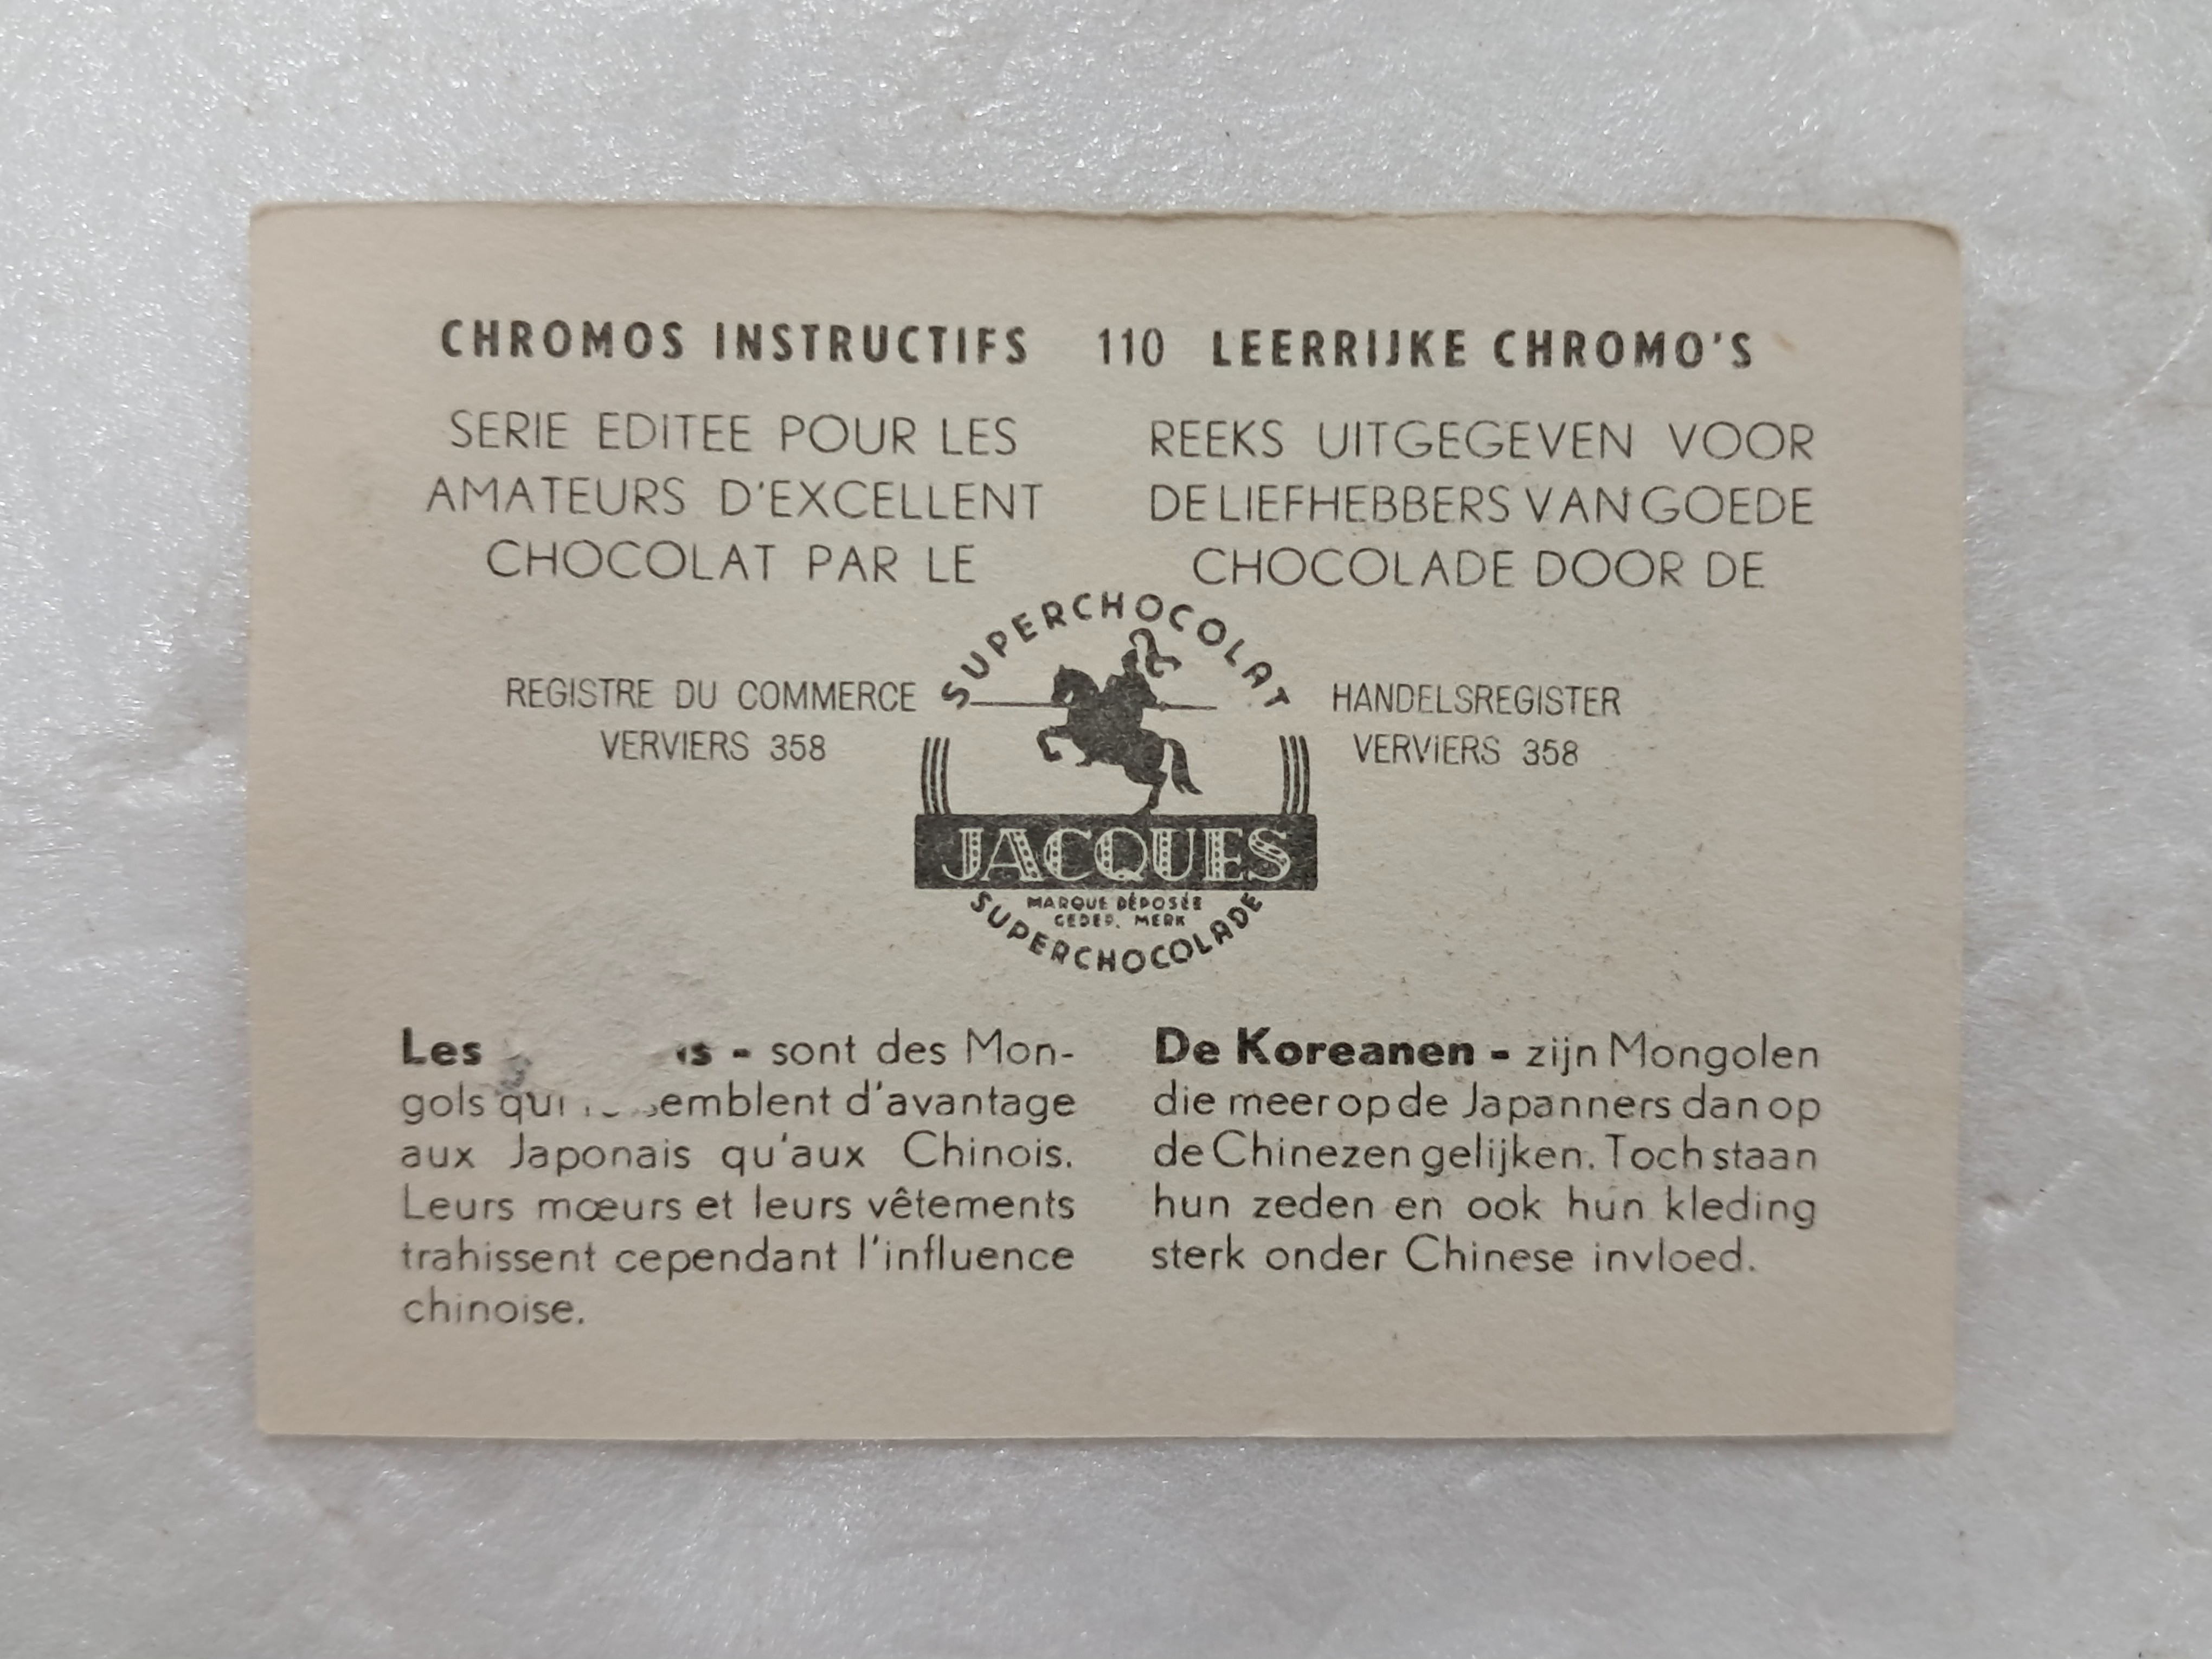 CHROMOS INSTRUCTIFS 110 LEERRIJKE CHROMO'S
SERIE EDITEE POUR LES
AMATEURS D'EXCELLENT
CHOCOLAT PAR LE
REEKS UITGEGEVEN VOOR
DE LIEFHEBBERS VAN GOEDE
CHOCOLADE DOOR DE
REGISTRE DU COMMERCE
VERVIERS 358
SUPERCHOCOLAT
JACQUES
MARQUE DÉPOSÉE
GEDEP. MERK
SUPERCHOCOLADE
HANDELSREGISTER
VERVIERS 358
Les - sont des Mon-
gols qui d'avantage
aux Japonais qu'aux Chinois.
Leurs mœurs et leurs vêtements
trahissent cependant l'influence
chinoise.
De Koreanen - zijn Mongolen
die meer op de Japanners dan op
de Chinezen gelijken. Toch staan
hun zeden en ook hun kleding
sterk onder Chinese invloed.